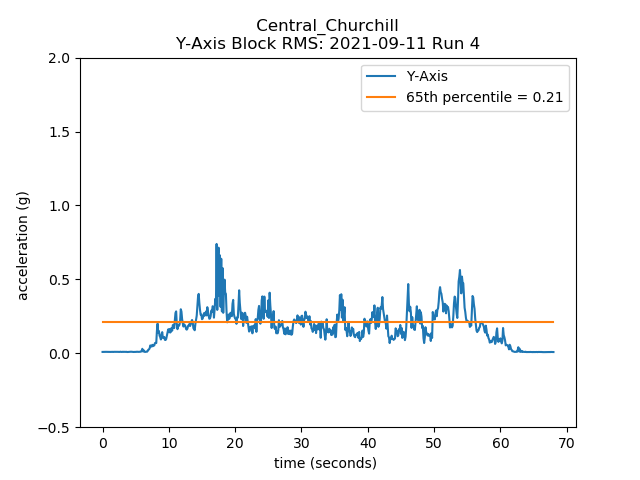 Central_Churchill
Y-Axis Block RMS: 2021-09-11 Run 4
2.0
1.5
1.0
0.5
0.0
−0.5
acceleration (g)
Y-Axis
65th percentile = 0.21
0 10 20 30 40 50 60 70
time (seconds)